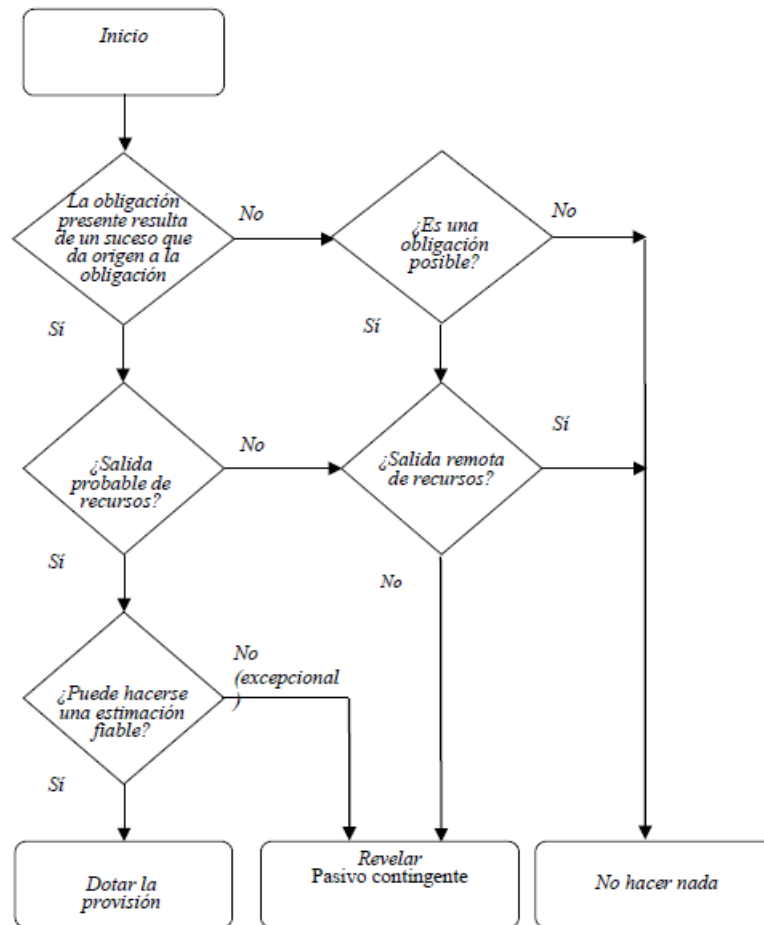 Inicio
La obligación
presente resulta
de un suceso que
da origen a la
obligación
No
¿Es una
obligación
posible?
No
Sí
Sí
¿Salida
probable de
recursos?
No
¿Salida remota
de recursos?
Sí
Sí
No
¿Puede hacerse
una estimación
fiable?
No
(excepcional
)
Sí
Dotar la
provisión
Revelar
Pasivo contingente
No hacer nada